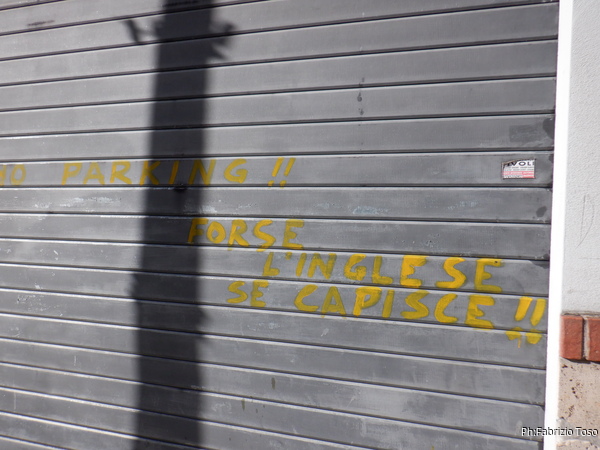 NO PARKING !!
FORSE
L'INGLESE
SE CAPISCE!!
Ph:Fabrizio Toso